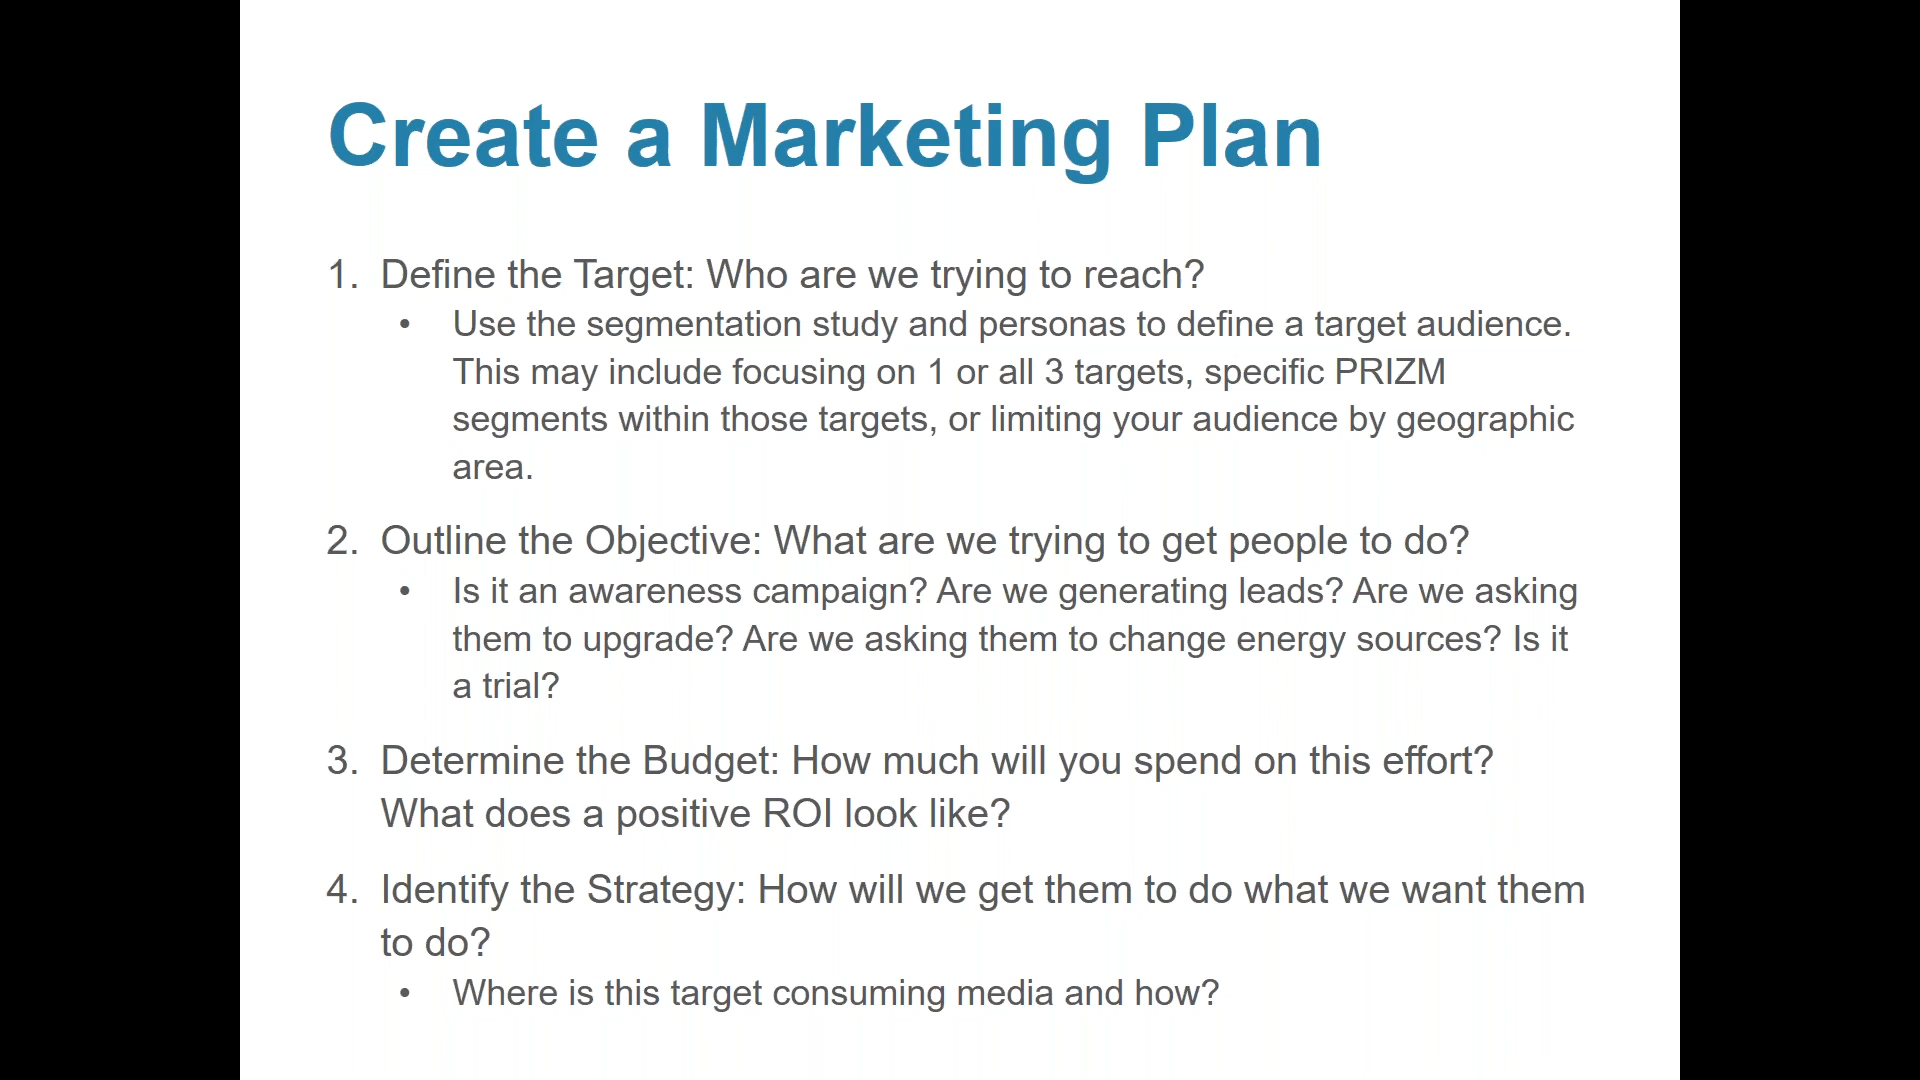 Create a Marketing Plan
1. Define the Target: Who are we trying to reach?
• Use the segmentation study and personas to define a target audience.
This may include focusing on 1 or all 3 targets, specific PRIZM
segments within those targets, or limiting your audience by geographic
area.
2. Outline the Objective: What are we trying to get people to do?
• Is it an awareness campaign? Are we generating leads? Are we asking
them to upgrade? Are we asking them to change energy sources? Is it
a trial?
3. Determine the Budget: How much will you spend on this effort?
What does a positive ROI look like?
4. Identify the Strategy: How will we get them to do what we want them
to do?
• Where is this target consuming media and how?